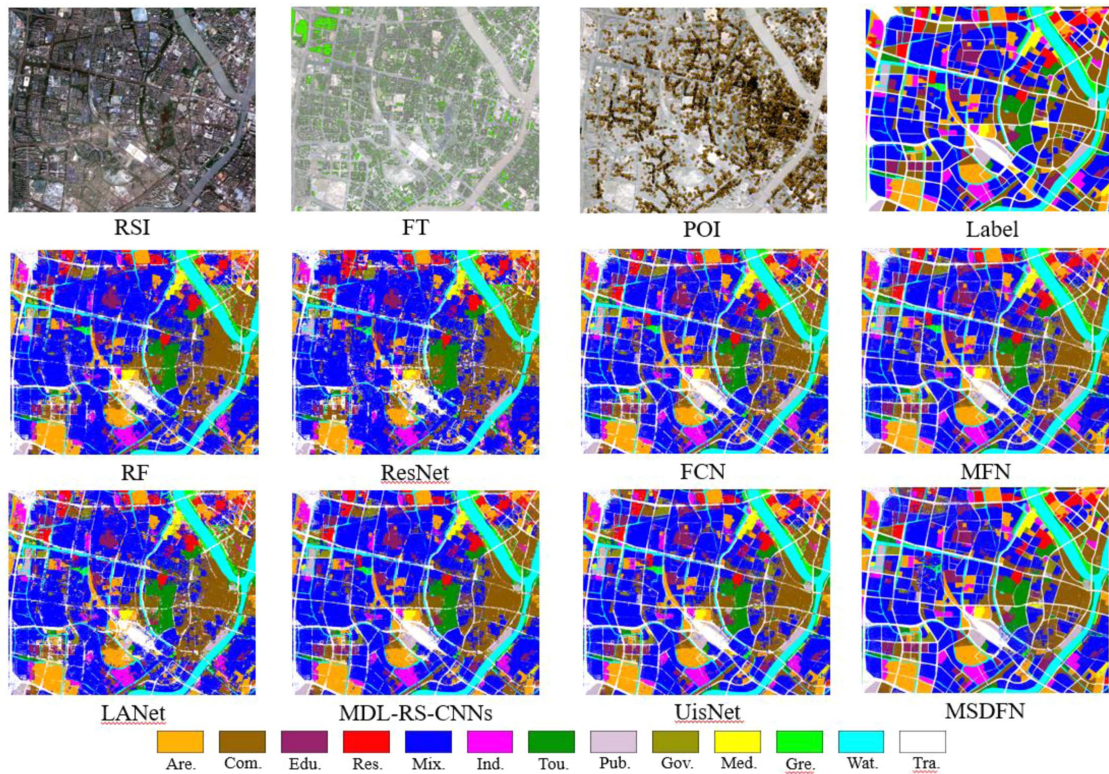 RSI FT POI Label
RF ResNet FCN MFN
LANet MDL-RS-CNNs UisNet MSDFN
Are. Com. Edu. Res. Mix. Ind. Tou. Pub. Gov. Med. Gre. Wat. Tra.